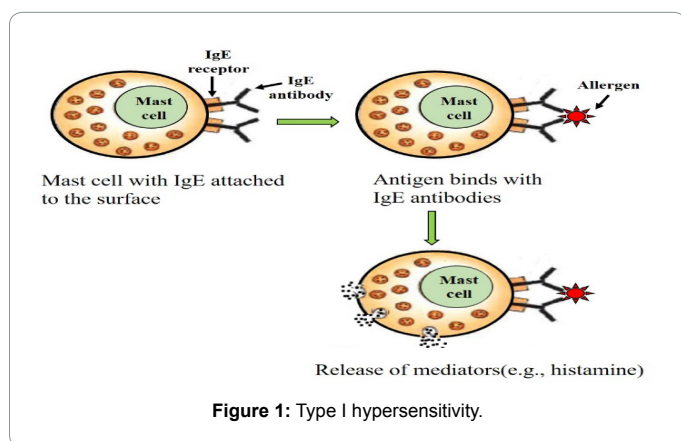 IgE
receptor
IgE
antibody
Mast
cell
Mast
cell
Allergen
Mast cell with IgE attached
to the surface
Antigen binds with
IgE antibodies
Mast
cell
Release of mediators(e.g., histamine)
Figure 1: Type I hypersensitivity.